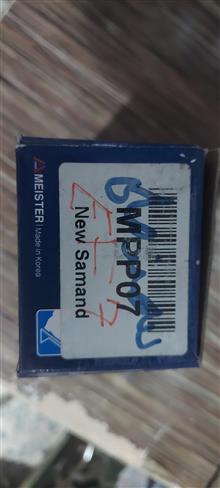 MEISTER | Made in Korea
MPP07
New Samand